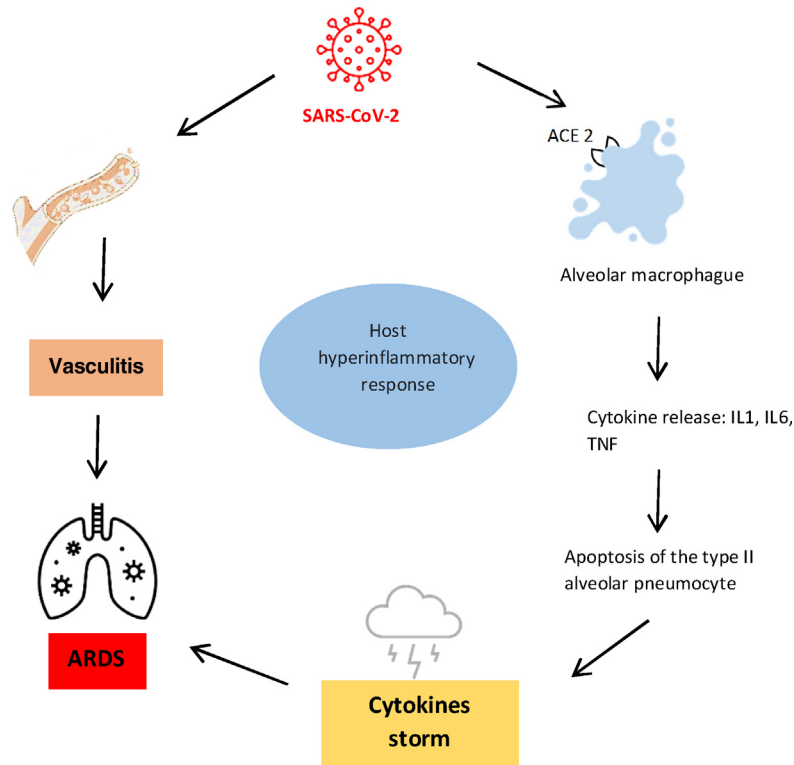 SARS-CoV-2
ACE 2
Alveolar macrophague
Host
hyperinflammatory
response
Vasculitis
Cytokine release: IL1, IL6,
TNF
Apoptosis of the type II
alveolar pneumocyte
ARDS
Cytokines
storm